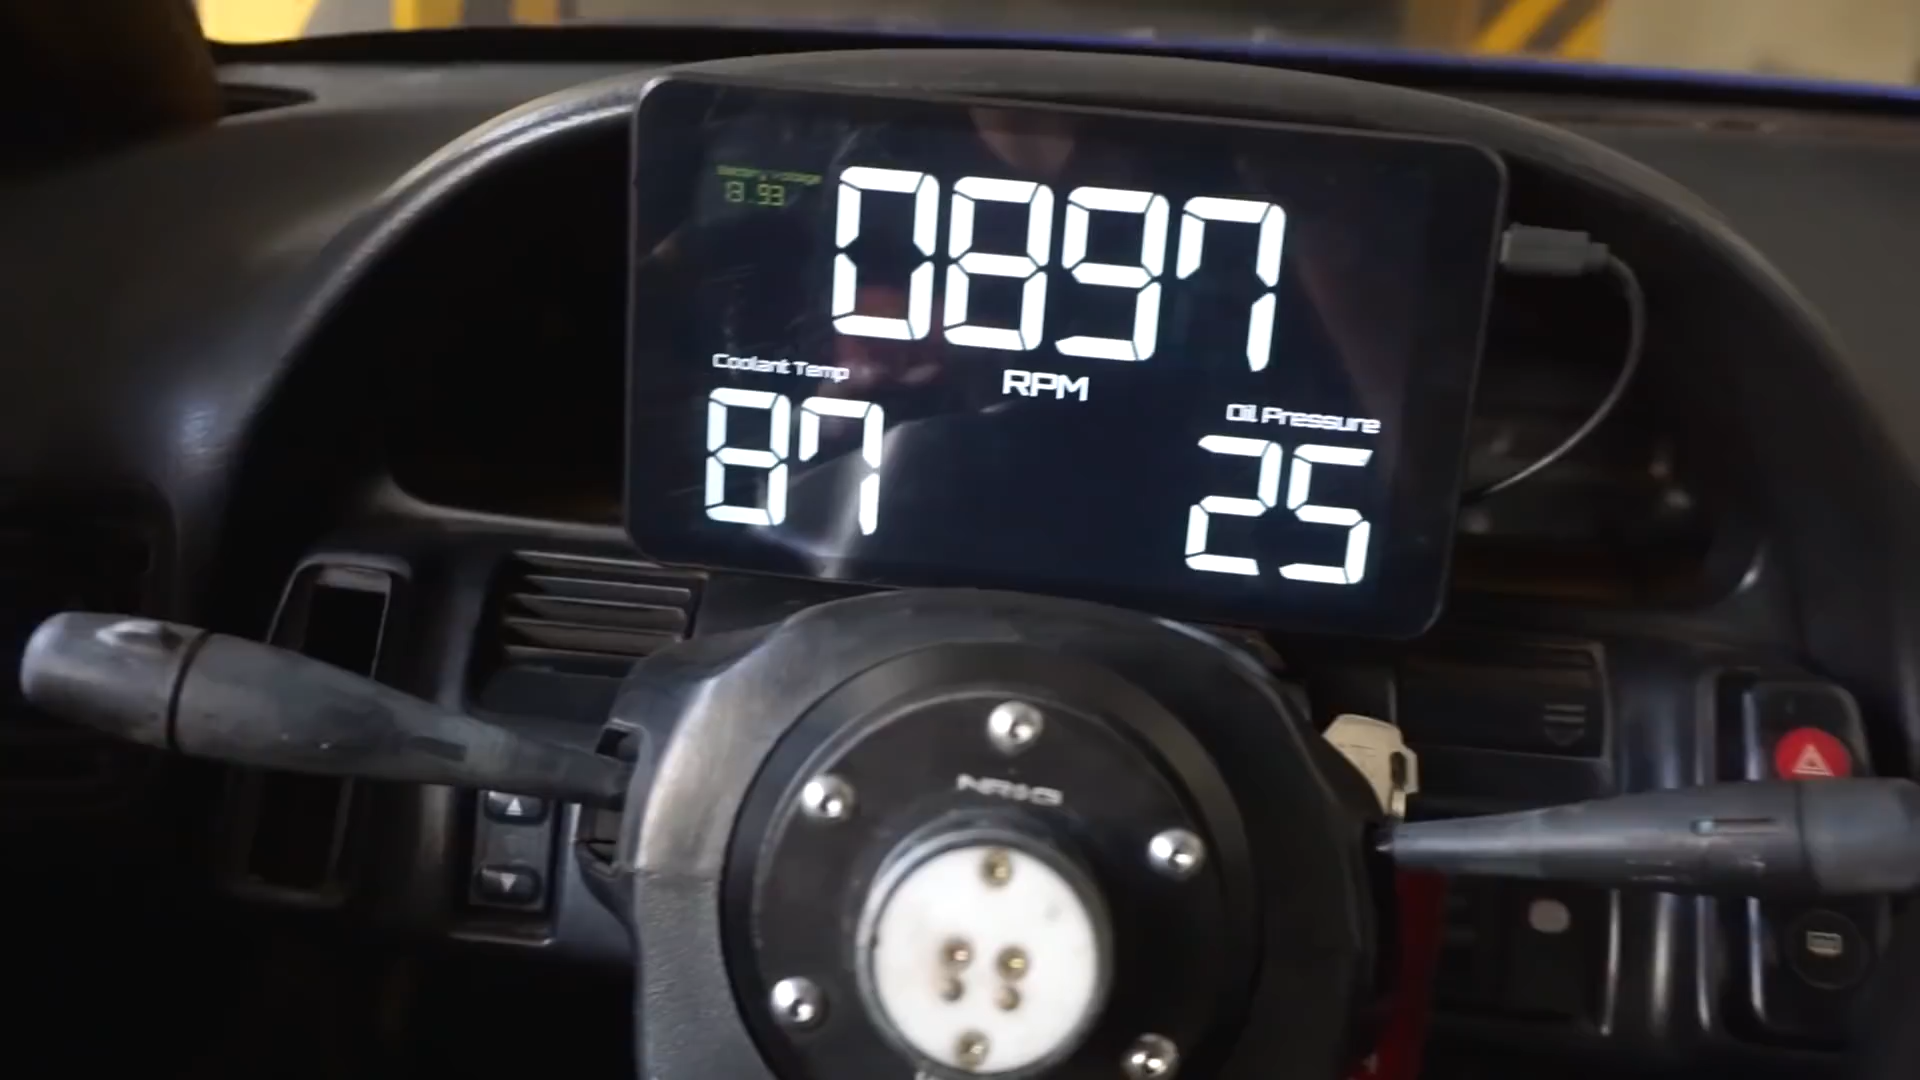 Battery Voltage
13.93
0897
RPM
Coolant Temp
87
Oil Pressure
25
NRG